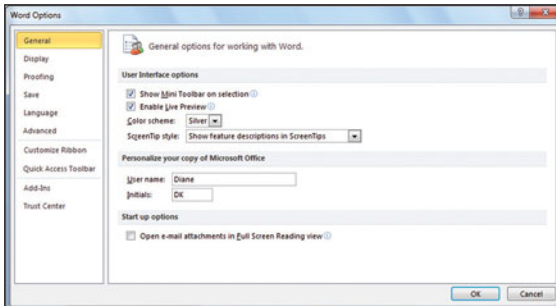 Word Options
General
Display
Proofing
Save
Language
Advanced
Customize Ribbon
Quick Access Toolbar
Add-Ins
Trust Center
General options for working with Word.
User Interface options
Show Mini Toolbar on selection
Enable Live Preview
Color scheme: Silver
ScreenTip style: Show feature descriptions in ScreenTips
Personalize your copy of Microsoft Office
User name: Diane
Initials: DK
Start up options
Open e-mail attachments in Full Screen Reading view
OK Cancel